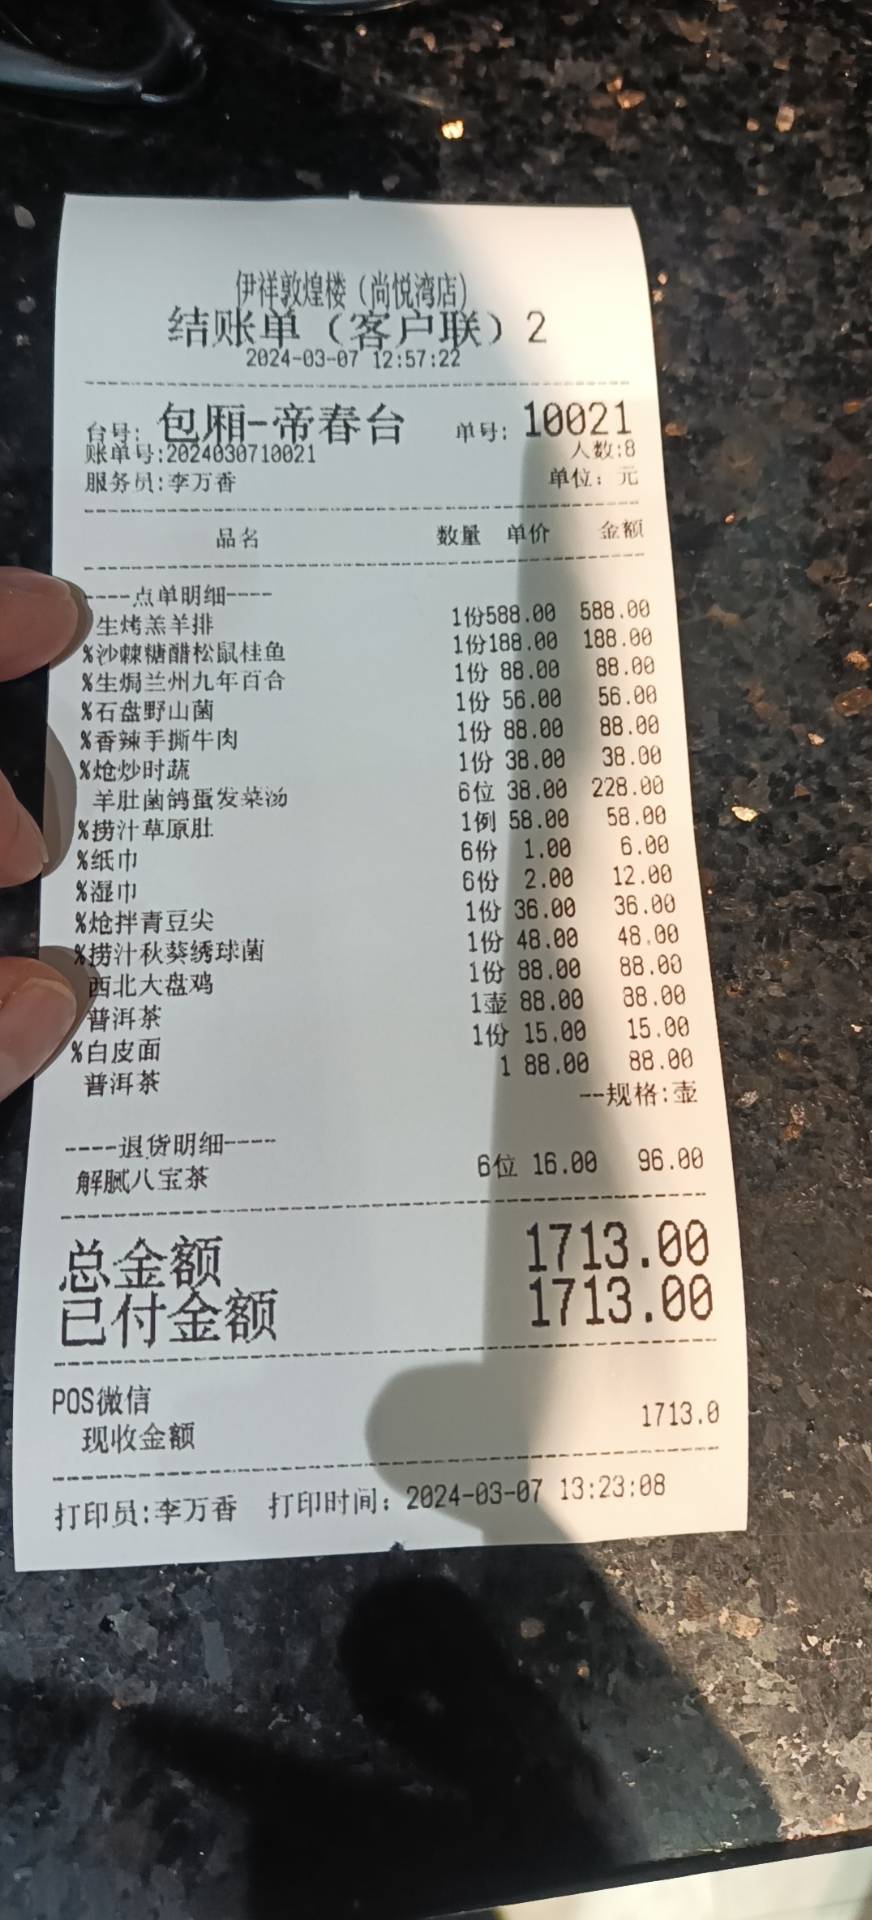 伊祥敦煌楼（尚悦湾店）
结账单（客户联）2
2024-03-07 12:57:22
台号: 包厢-帝春台 单号: 10021
账单号:2024030710021 人数:8
服务员:李万香 单位: 元
品名 数量 单价 金额
----点单明细----
生烤羔羊排 1份588.00 588.00
%沙棘糖醋松鼠桂鱼 1份188.00 188.00
%生焗兰州九年百合 1份 88.00 88.00
%石盘野山菌 1份 56.00 56.00
%香辣手撕牛肉 1份 88.00 88.00
%炝炒时蔬 1份 38.00 38.00
羊肚菌鸽蛋发菜汤 6位 38.00 228.00
%捞汁草原肚 1例 58.00 58.00
%纸巾 6份 1.00 6.00
%湿巾 6份 2.00 12.00
%炝拌青豆尖 1份 36.00 36.00
%捞汁秋葵绣球菌 1份 48.00 48.00
西北大盘鸡 1份 88.00 88.00
普洱茶 1壶 88.00 88.00
%白皮面 1份 15.00 15.00
普洱茶 1 88.00 88.00
--规格:壶
----退货明细----
解腻八宝茶 6位 16.00 96.00
总金额 1713.00
已付金额 1713.00
POS微信
现收金额 1713.0
打印员:李万香 打印时间: 2024-03-07 13:23:08